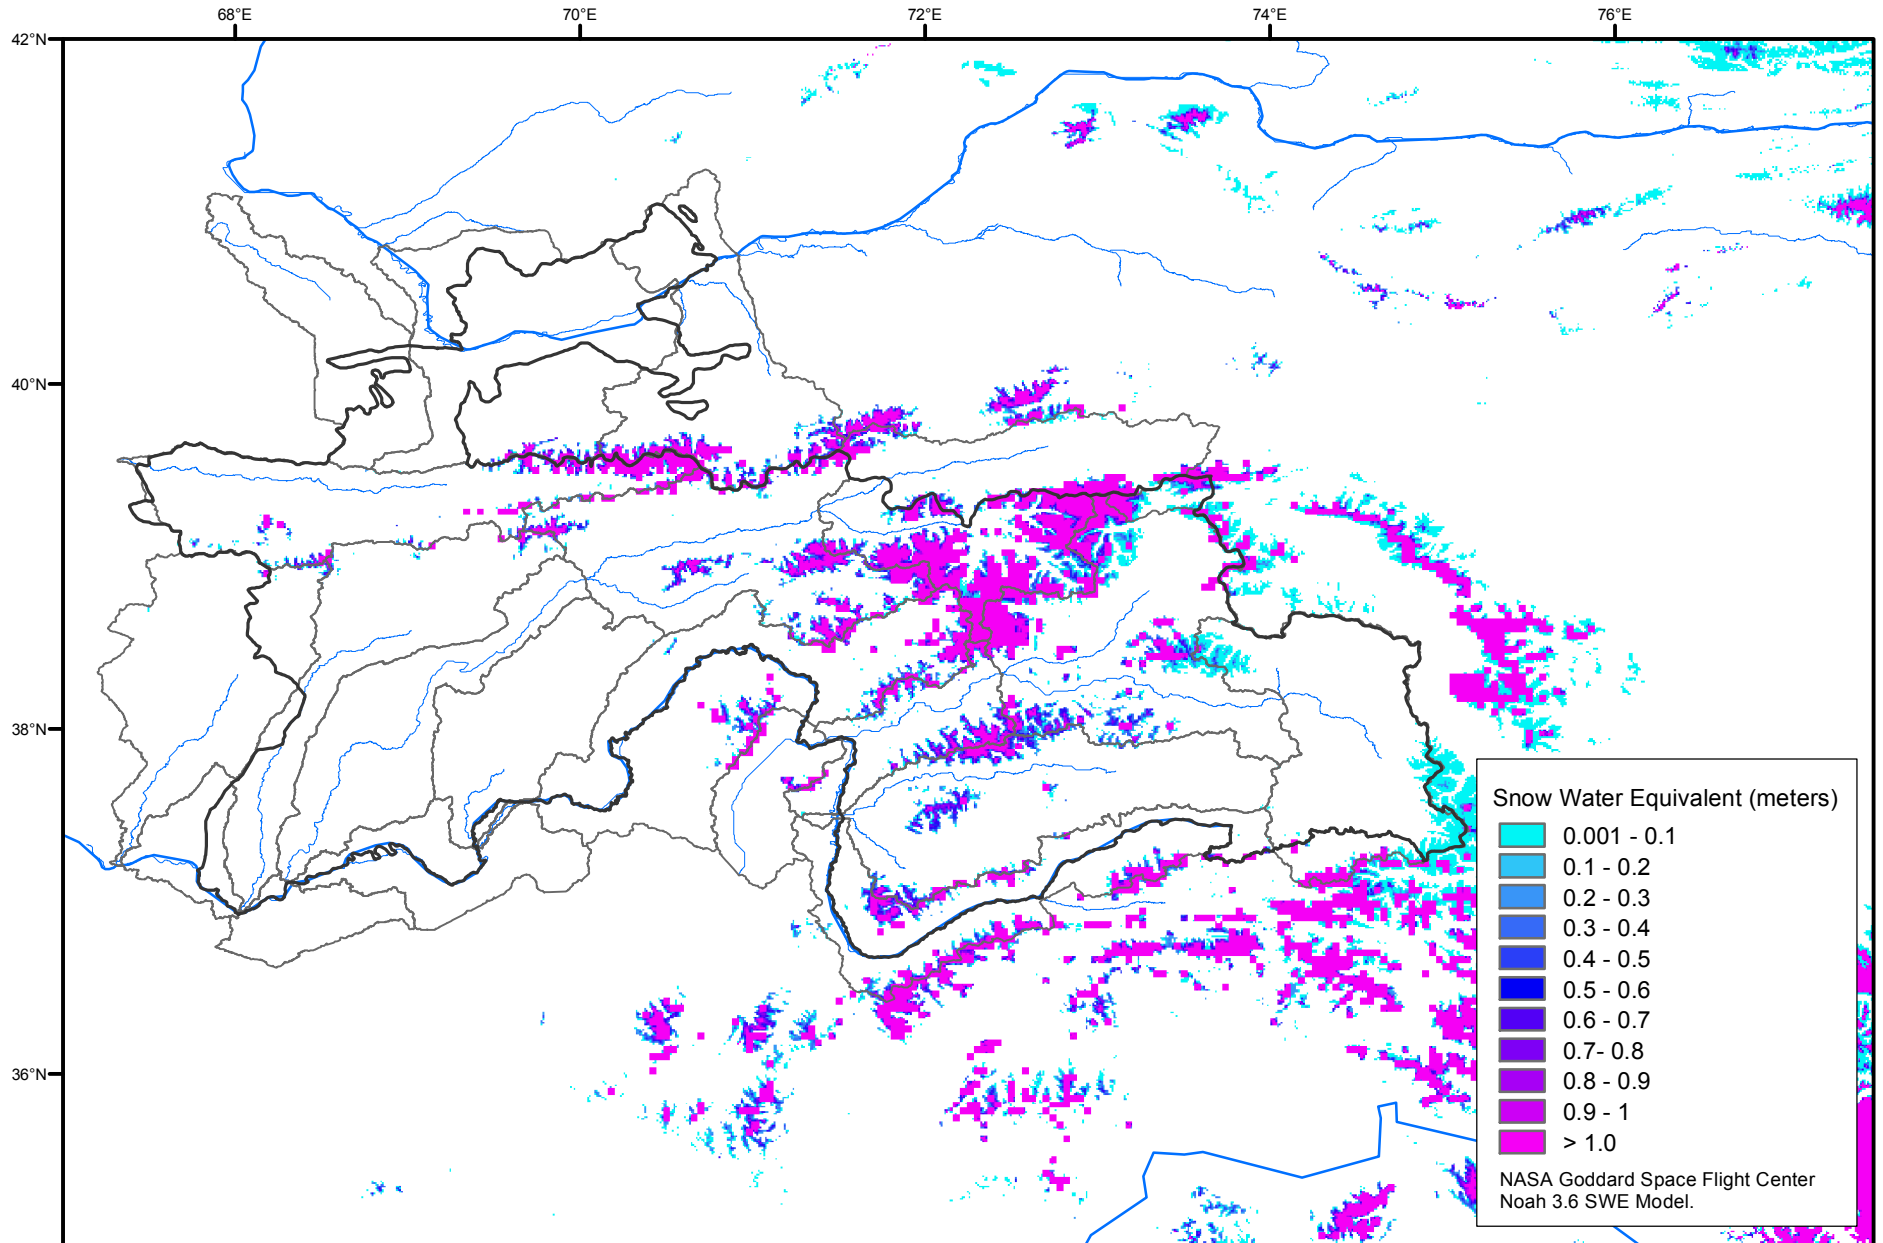 68°E 70°E 72°E 74°E 76°E
42°N
40°N
38°N
36°N
Snow Water Equivalent (meters)
0.001 - 0.1
0.1 - 0.2
0.2 - 0.3
0.3 - 0.4
0.4 - 0.5
0.5 - 0.6
0.6 - 0.7
0.7- 0.8
0.8 - 0.9
0.9 - 1
> 1.0
NASA Goddard Space Flight Center
Noah 3.6 SWE Model.